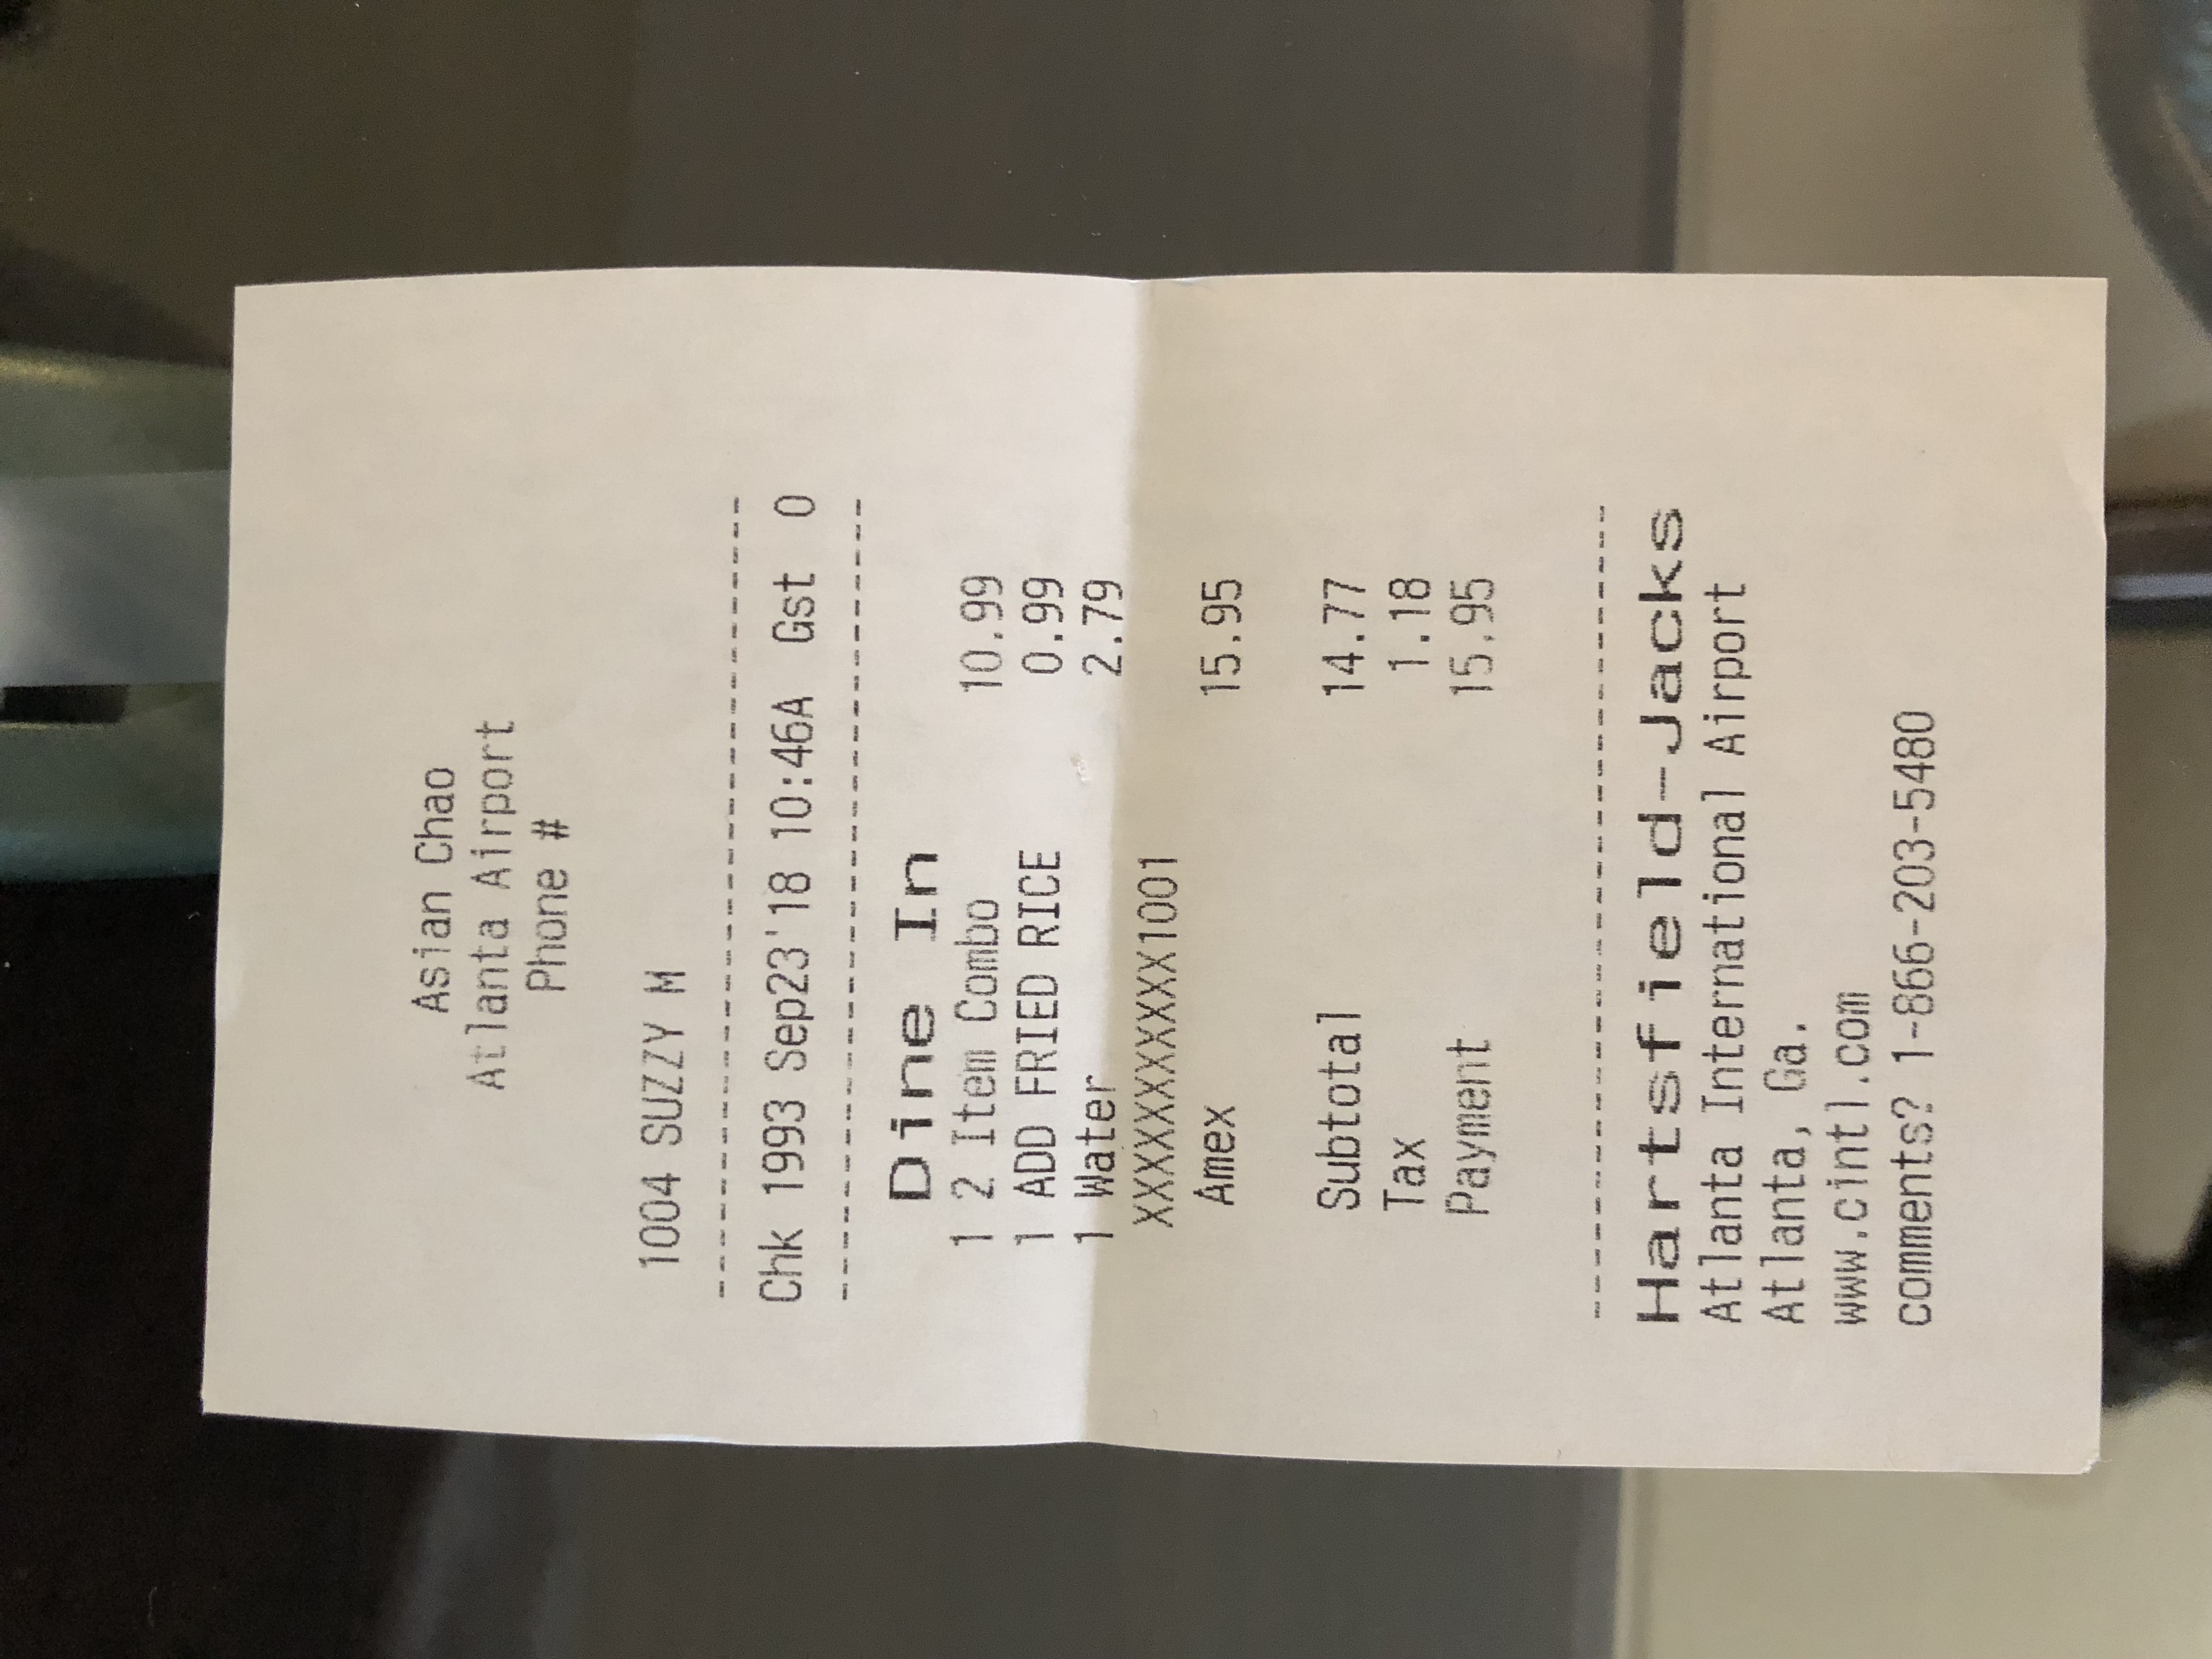 Asian Chao
Atlanta Airport
Phone #
1004 SUZZY M
----------------------------------
Chk 1993 Sep23'18 10:46A Gst 0
----------------------------------
Dine In
1 2 Item Combo 10.99
1 ADD FRIED RICE 0.99
1 Water 2.79
XXXXXXXXXXX1001
Amex 15.95
Subtotal 14.77
Tax 1.18
Payment 15.95
----------------------------------
Hartsfield-Jacks
Atlanta International Airport
Atlanta, Ga.
www.cintl.com
comments? 1-866-203-5480